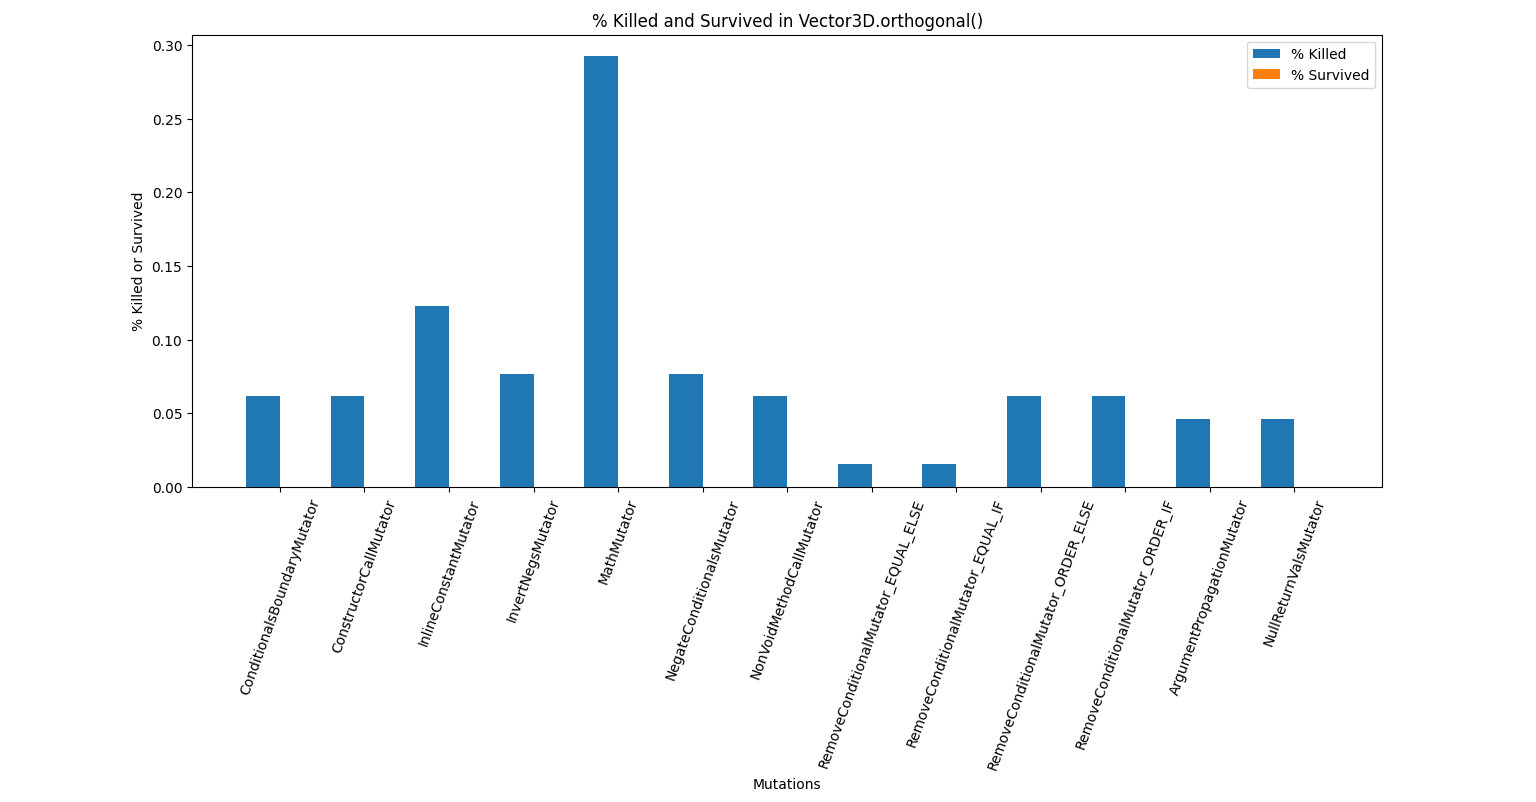 % Killed and Survived in Vector3D.orthogonal()
% Killed
% Survived
% Killed or Survived
0.30
0.25
0.20
0.15
0.10
0.05
0.00
ConditionalsBoundaryMutator
ConstructorCallMutator
InlineConstantMutator
InvertNegsMutator
MathMutator
NegateConditionalsMutator
NonVoidMethodCallMutator
RemoveConditionalMutator_EQUAL_ELSE
RemoveConditionalMutator_EQUAL_IF
RemoveConditionalMutator_ORDER_ELSE
RemoveConditionalMutator_ORDER_IF
ArgumentPropagationMutator
NullReturnValsMutator
Mutations